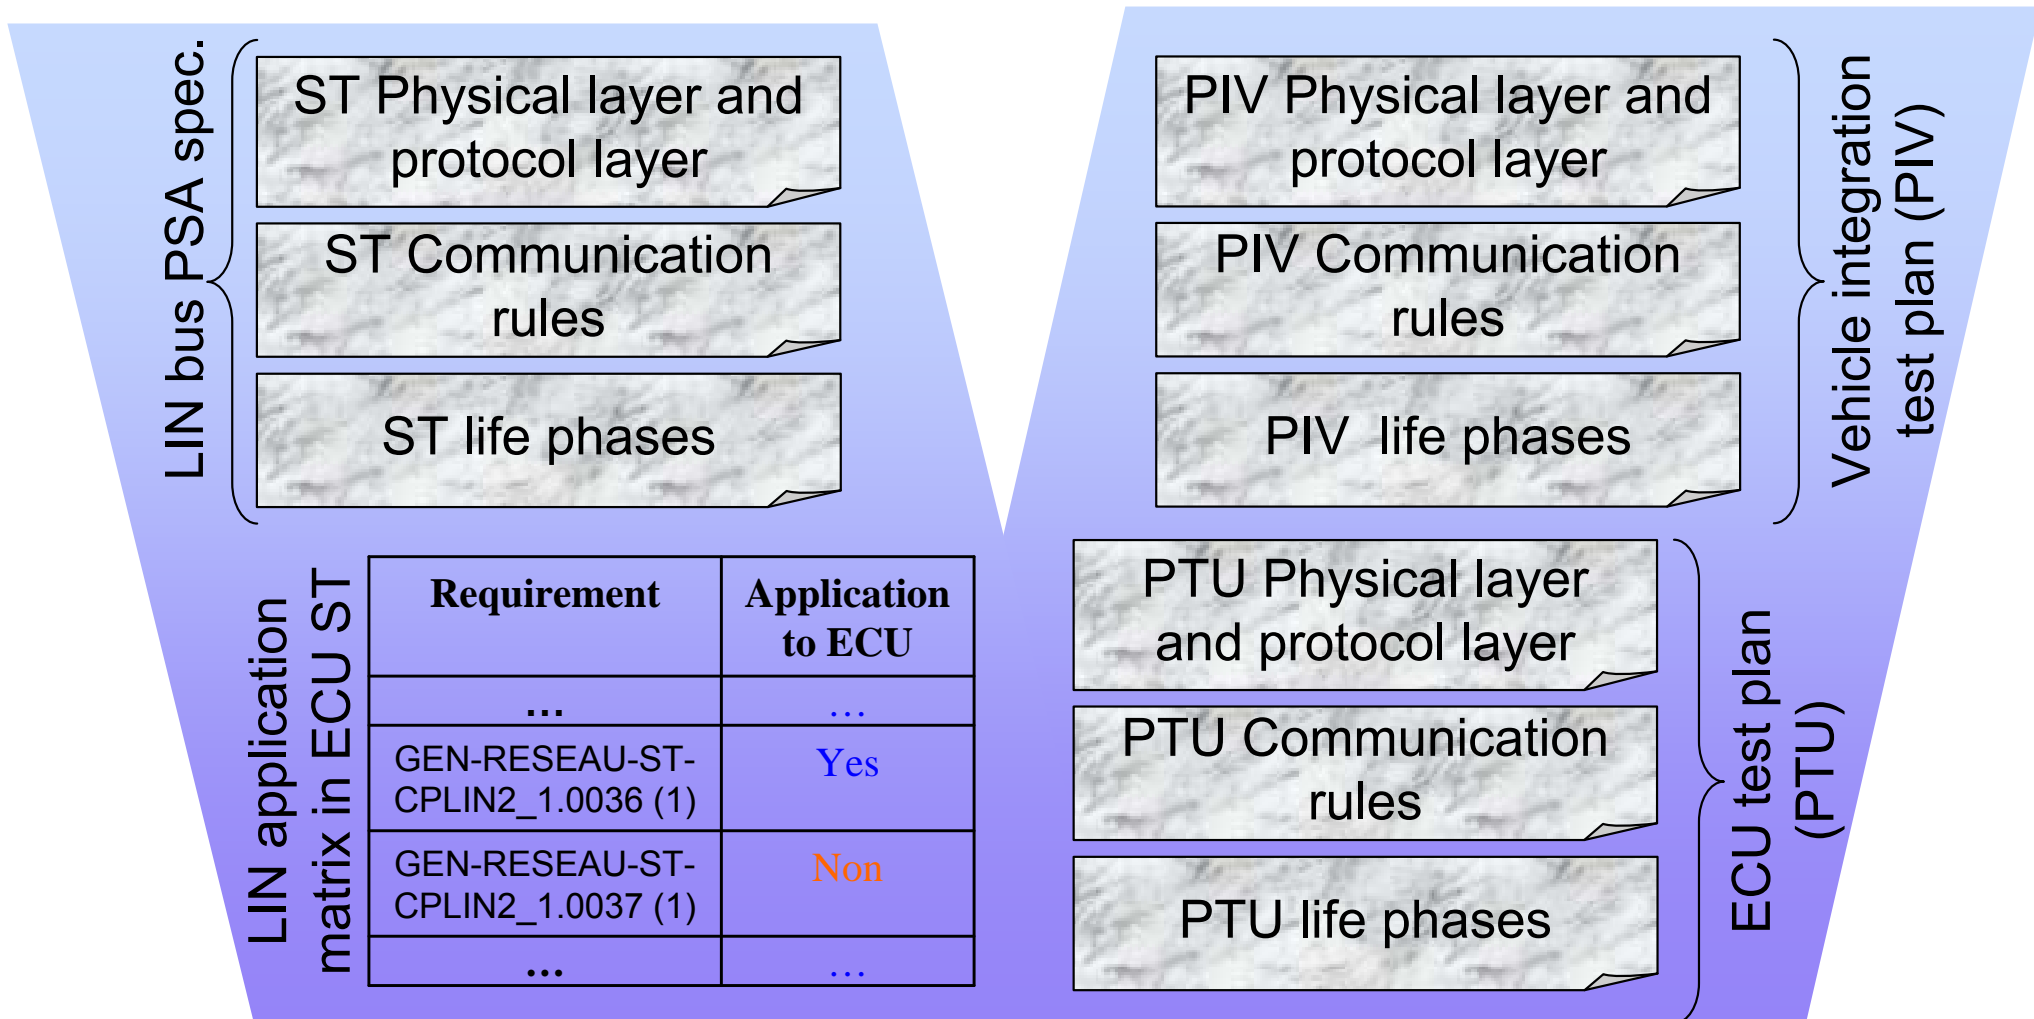 LIN bus PSA spec.
ST Physical layer and
protocol layer
ST Communication
rules
ST life phases
PIV Physical layer and
protocol layer
PIV Communication
rules
PIV  life phases
Vehicle integration
test plan (PIV)
LIN application
matrix in ECU ST
Requirement
Application
to ECU
...
...
GEN-RESEAU-ST-
CPLIN2_1.0036 (1)
Yes
GEN-RESEAU-ST-
CPLIN2_1.0037 (1)
Non
...
...
PTU Physical layer
and protocol layer
PTU Communication
rules
PTU life phases
ECU test plan
(PTU)